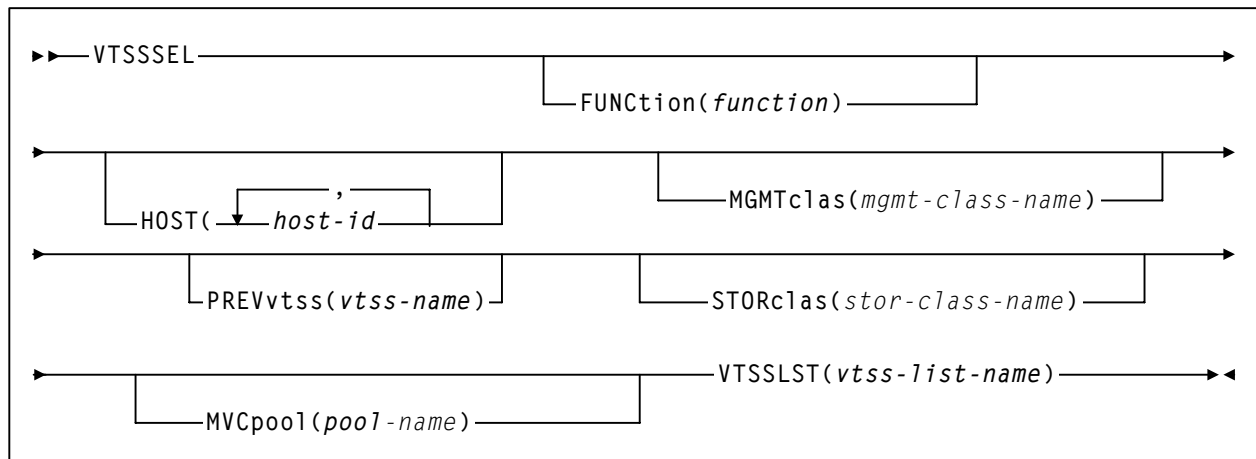 VTSSSEL
FUNCtion(function)
,
HOST( host-id
MGMTclas(mgmt-class-name)
PREVvtss(vtss-name)
STORclas(stor-class-name)
VTSSLST(vtss-list-name)
MVCpool(pool-name)